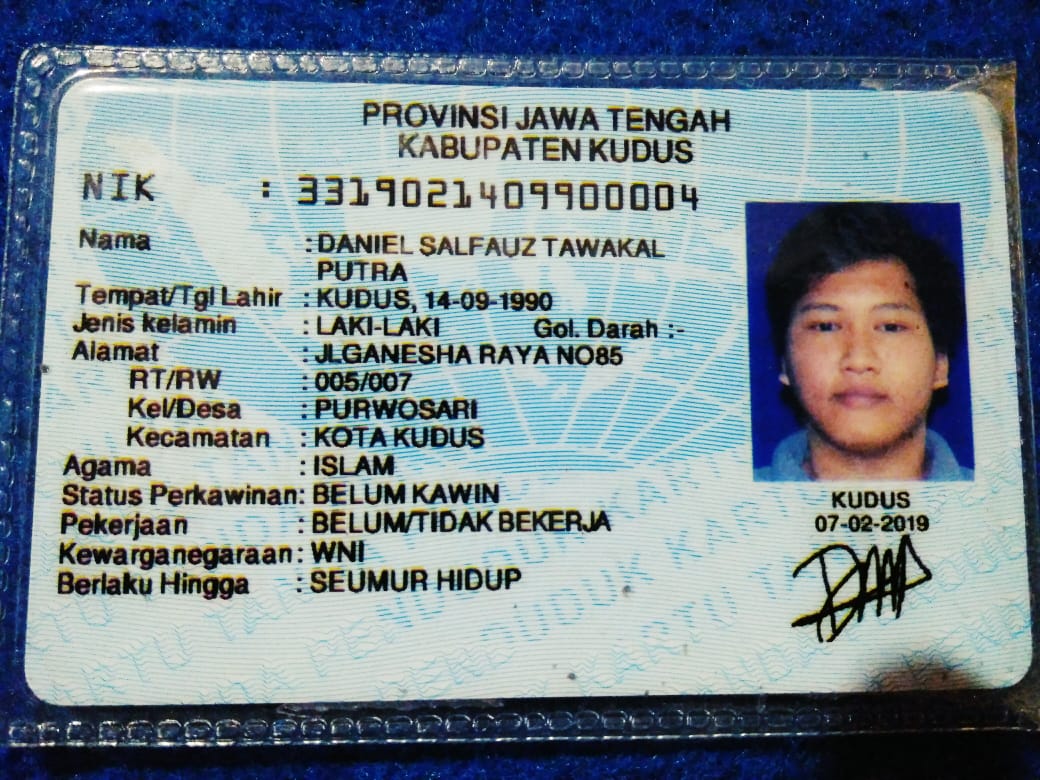 PROVINSI JAWA TENGAH
KABUPATEN KUDUS
NIK : 3319021409900004
Nama : DANIEL SALFAUZ TAWAKAL
PUTRA
Tempat/Tgl Lahir : KUDUS, 14-09-1990
Jenis kelamin : LAKI-LAKI Gol. Darah :-
Alamat : JLGANESHA RAYA NO85
RT/RW : 005/007
Kel/Desa : PURWOSARI
Kecamatan : KOTA KUDUS
Agama : ISLAM
Status Perkawinan: BELUM KAWIN
Pekerjaan : BELUM/TIDAK BEKERJA
Kewarganegaraan: WNI
Berlaku Hingga : SEUMUR HIDUP
KUDUS
07-02-2019